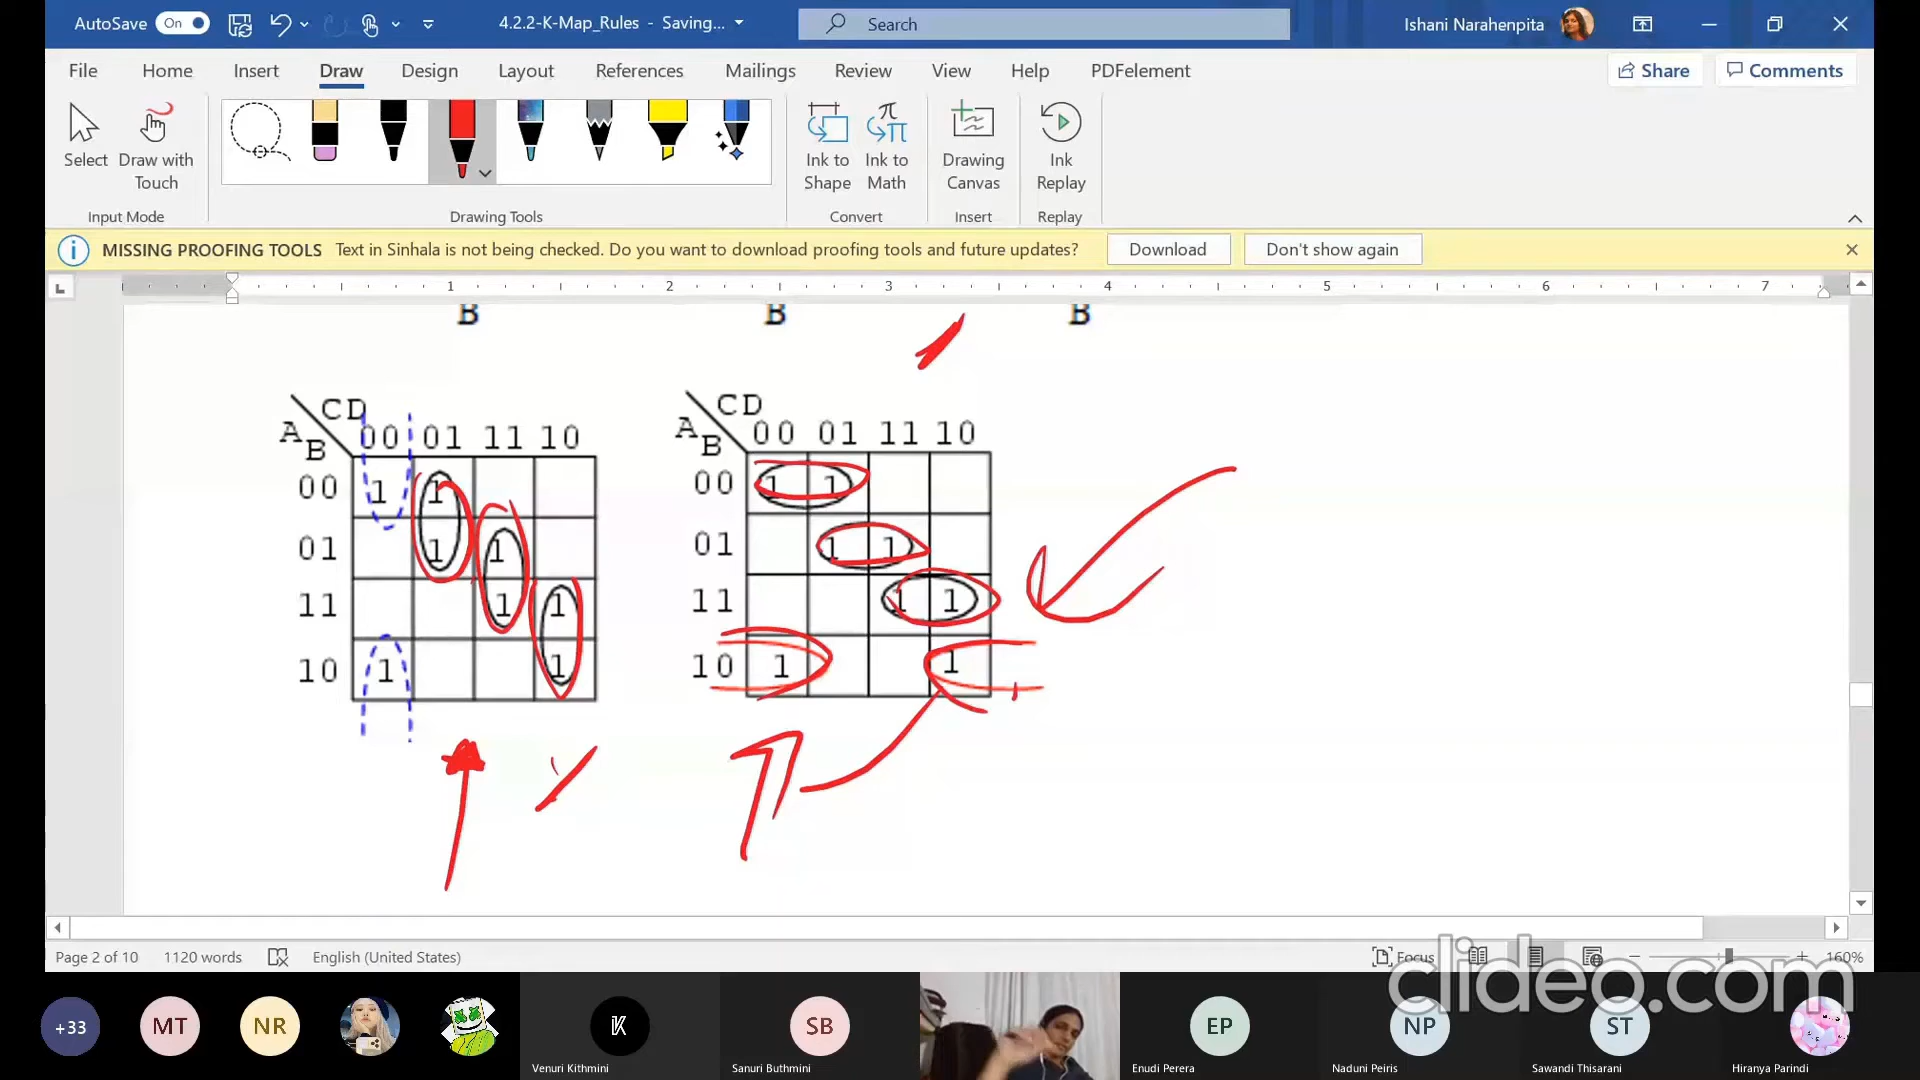 AutoSave On 4.2.2-K-Map_Rules - Saving... Search Ishani Narahenpita
File Home Insert Draw Design Layout References Mailings Review View Help PDFelement Share Comments
Select Draw with Touch Ink to Shape Ink to Math Drawing Canvas Ink Replay
Input Mode Drawing Tools Convert Insert Replay
MISSING PROOFING TOOLS Text in Sinhala is not being checked. Do you want to download proofing tools and future updates? Download Don't show again
1 2 3 4 5 6 7
B B B
CD CD
A B 00 01 11 10 A B 00 01 11 10
00 1 1 00 1 1
01 1 1 01 1 1
11 1 1 11 1 1
10 1 1 10 1 1
Page 2 of 10 1120 words English (United States) Focus 160%
clideo.com
+33 MT NR K SB EP NP ST
Venuri Kithmini Sanuri Buthmini Enudi Perera Naduni Peiris Sawandi Thisarani Hiranya Parindi